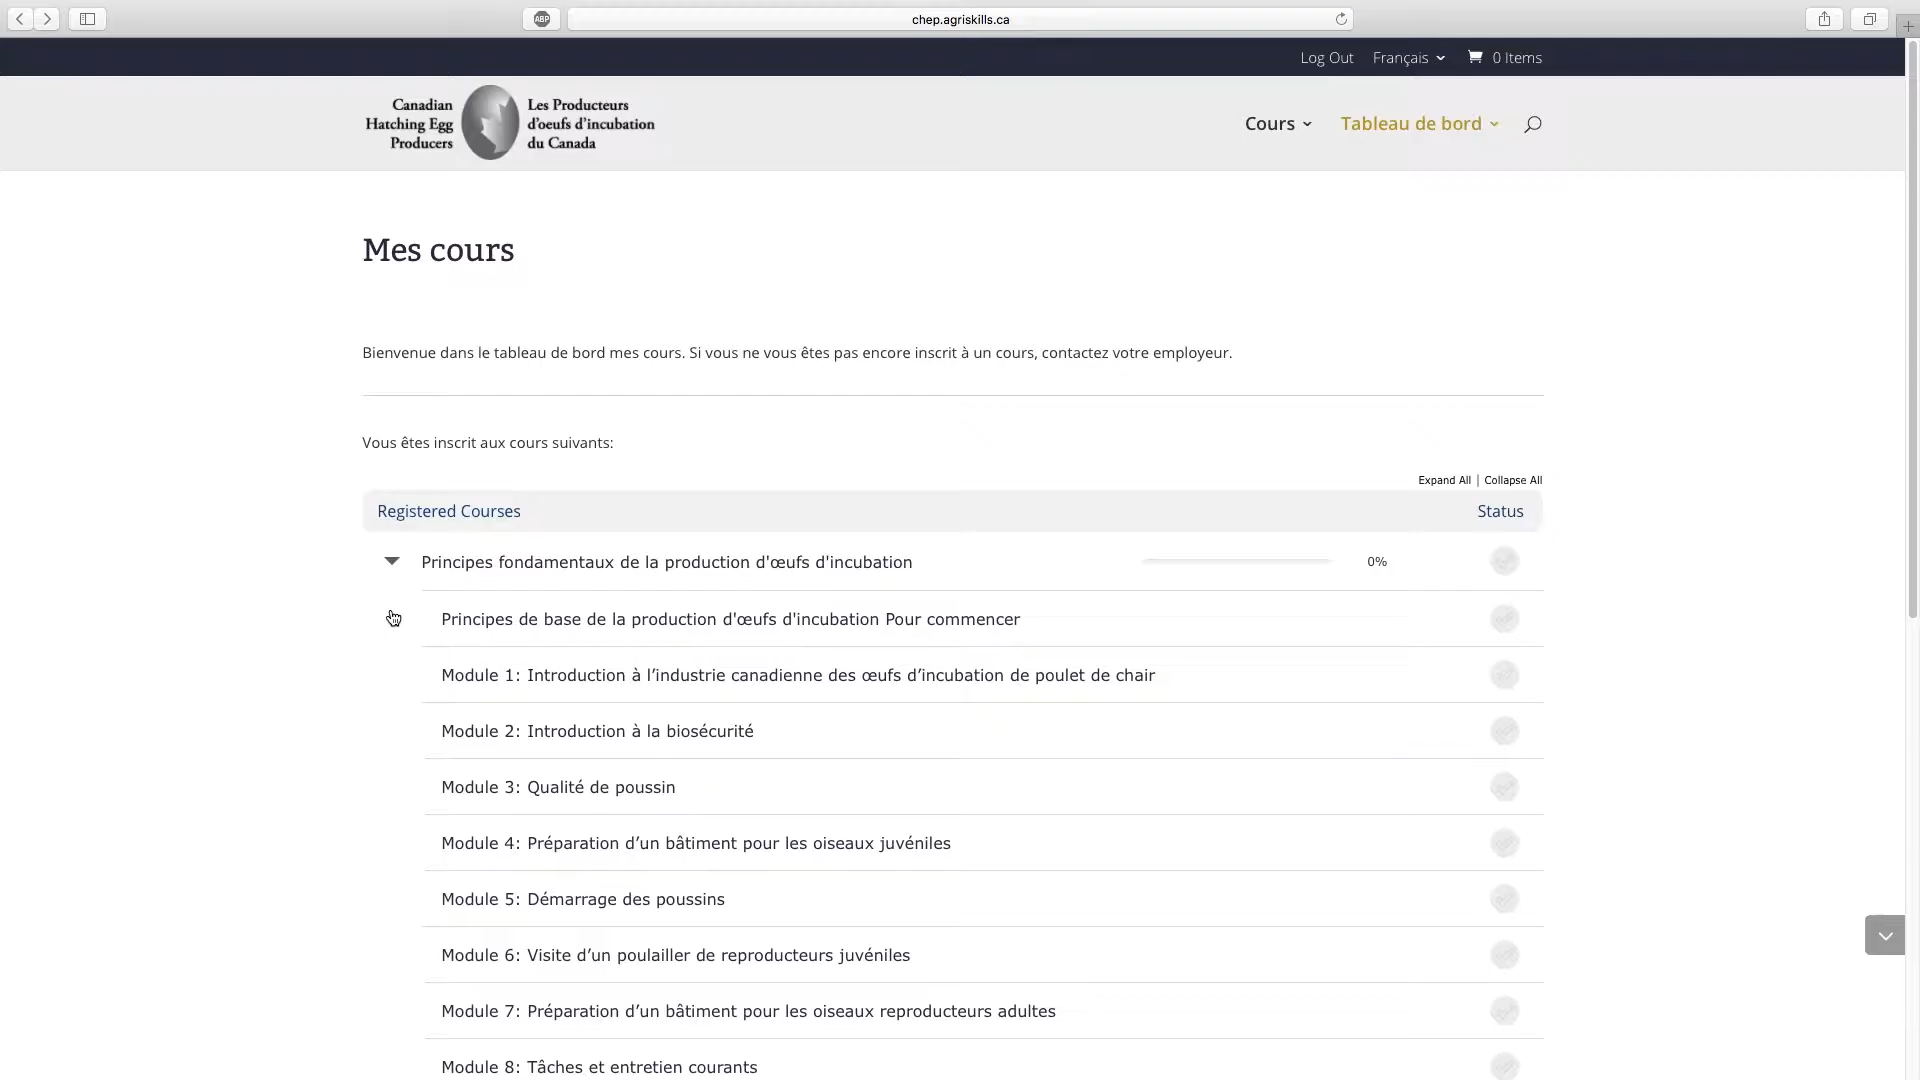 ABP
chep.agriskills.ca
Log Out
Français
0 Items
Canadian
Hatching Egg
Producers
Les Producteurs
d'oeufs d'incubation
du Canada
Cours
Tableau de bord
Mes cours
Bienvenue dans le tableau de bord mes cours. Si vous ne vous êtes pas encore inscrit à un cours, contactez votre employeur.
Vous êtes inscrit aux cours suivants:
Expand All | Collapse All
Registered Courses
Status
Principes fondamentaux de la production d'œufs d'incubation
0%
Principes de base de la production d'œufs d'incubation Pour commencer
Module 1: Introduction à l’industrie canadienne des œufs d’incubation de poulet de chair
Module 2: Introduction à la biosécurité
Module 3: Qualité de poussin
Module 4: Préparation d’un bâtiment pour les oiseaux juvéniles
Module 5: Démarrage des poussins
Module 6: Visite d’un poulailler de reproducteurs juvéniles
Module 7: Préparation d’un bâtiment pour les oiseaux reproducteurs adultes
Module 8: Tâches et entretien courants